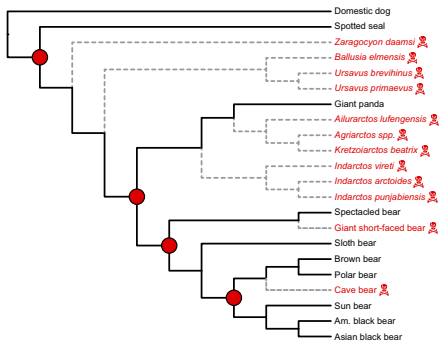 Domestic dog
Spotted seal
Zaragocyon daamsi
Ballusia elmensis
Ursavus brevihinus
Ursavus primaevus
Giant panda
Ailurarctos lufengensis
Agriarctos spp.
Kretzoiarctos beatrix
Indarctos vireti
Indarctos arctoides
Indarctos punjabiensis
Spectacled bear
Giant short-faced bear
Sloth bear
Brown bear
Polar bear
Cave bear
Sun bear
Am. black bear
Asian black bear